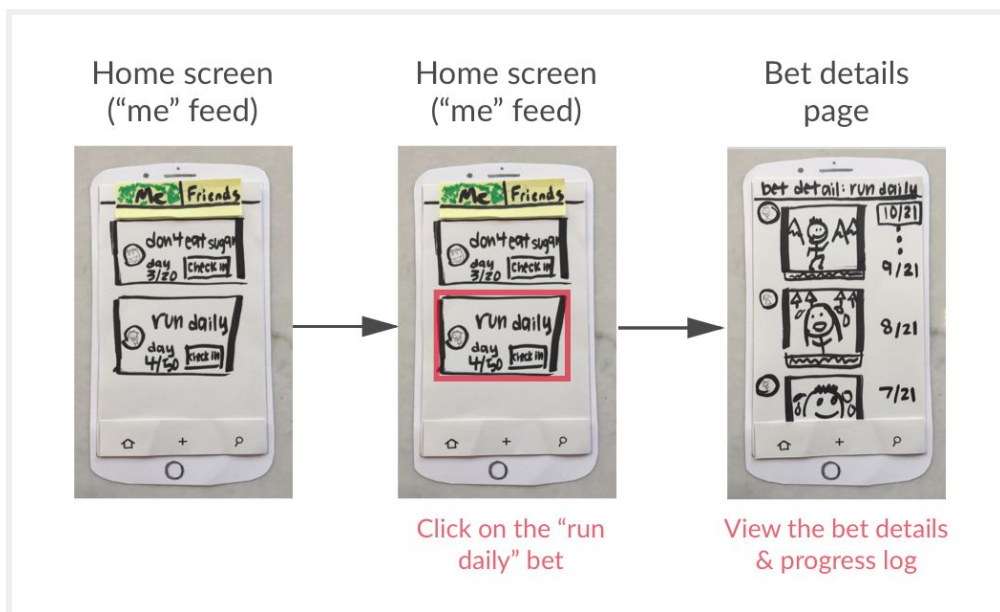 Home screen
(“me” feed)
Home screen
(“me” feed)
Bet details
page
Me Friends
don't eat sugar
day
3/20
Check in
run daily
day
4/30
Check in
Me Friends
don't eat sugar
day
3/20
Check in
run daily
day
4/30
Check in
bet detail: run daily
10/21
9/21
8/21
7/21
Click on the “run
daily” bet
View the bet details
& progress log